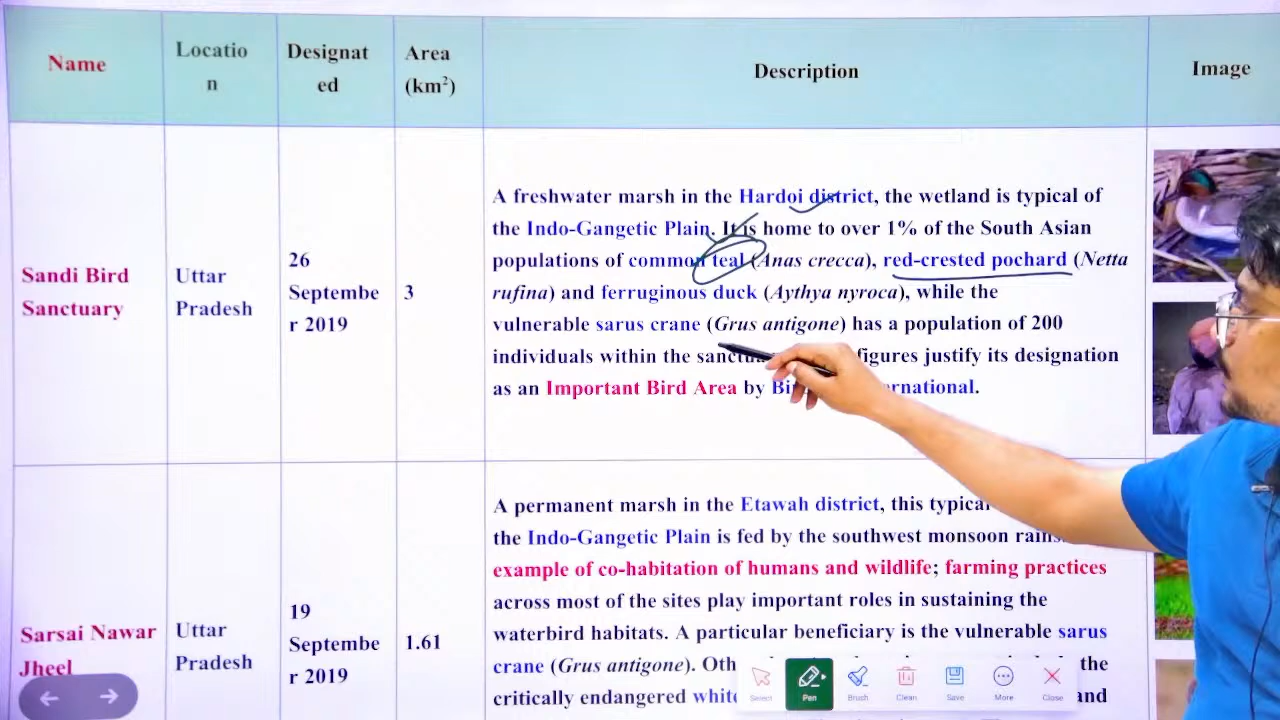 Name
Locatio
n
Designat
ed
Area
(km²)
Description
Image
Sandi Bird
Sanctuary
Uttar
Pradesh
26
Septembe
r 2019
3
A freshwater marsh in the Hardoi district, the wetland is typical of
the Indo-Gangetic Plain. It is home to over 1% of the South Asian
populations of common teal (Anas crecca), red-crested pochard (Netta
rufina) and ferruginous duck (Aythya nyroca), while the
vulnerable sarus crane (Grus antigone) has a population of 200
individuals within the figures justify its designation
as an Important Bird Area by
Sarsai Nawar
Jheel
Uttar
Pradesh
19
Septembe
r 2019
1.61
A permanent marsh in the Etawah district, this
the Indo-Gangetic Plain is fed by the southwest monsoon
example of co-habitation of humans and wildlife; farming practices
across most of the sites play important roles in sustaining the
waterbird habitats. A particular beneficiary is the vulnerable sarus
crane (Grus antigone). the
critically endangered and
Select
Pen
Brush
Clean
Save
More
Close